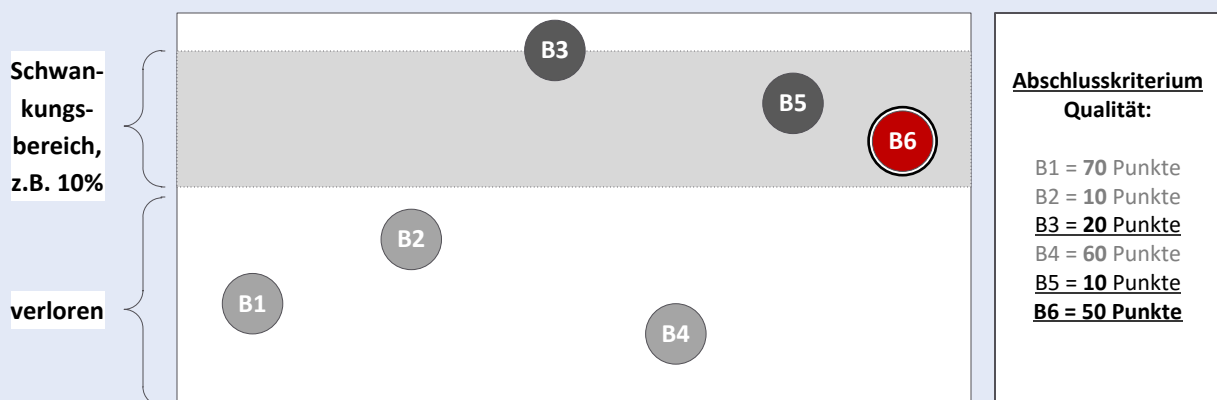 Schwan-
kungs-
bereich,
z.B. 10%
verloren
B3
B5
B6
B2
B1
B4
Abschlusskriterium
Qualität:
B1 = 70 Punkte
B2 = 10 Punkte
B3 = 20 Punkte
B4 = 60 Punkte
B5 = 10 Punkte
B6 = 50 Punkte